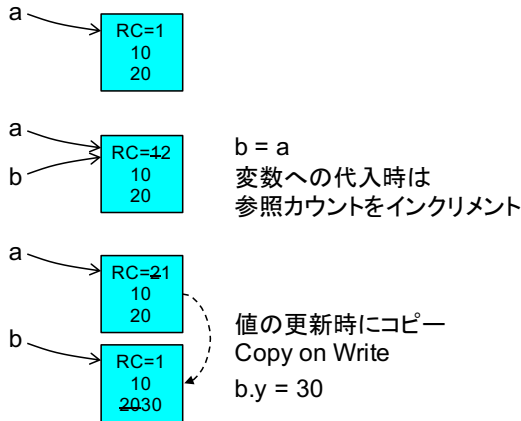 a
RC=1
10
20
a
b
RC=12
10
20
b = a
変数への代入時は
参照カウントをインクリメント
a
RC=21
10
20
b
RC=1
10
2030
値の更新時にコピー
Copy on Write
b.y = 30